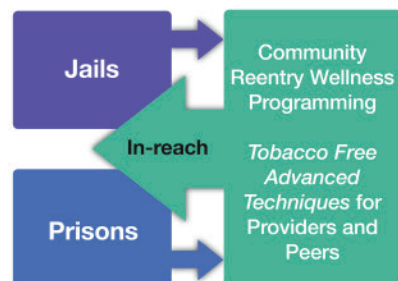 Jails
In-reach
Prisons
Community
Reentry Wellness
Programming
Tobacco Free
Advanced
Techniques for
Providers and
Peers